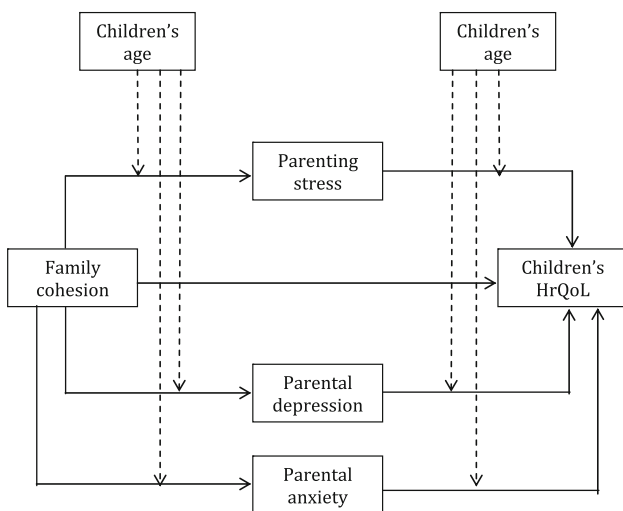 Children's
age
Children's
age
Parenting
stress
Family
cohesion
Children's
HrQoL
Parental
depression
Parental
anxiety